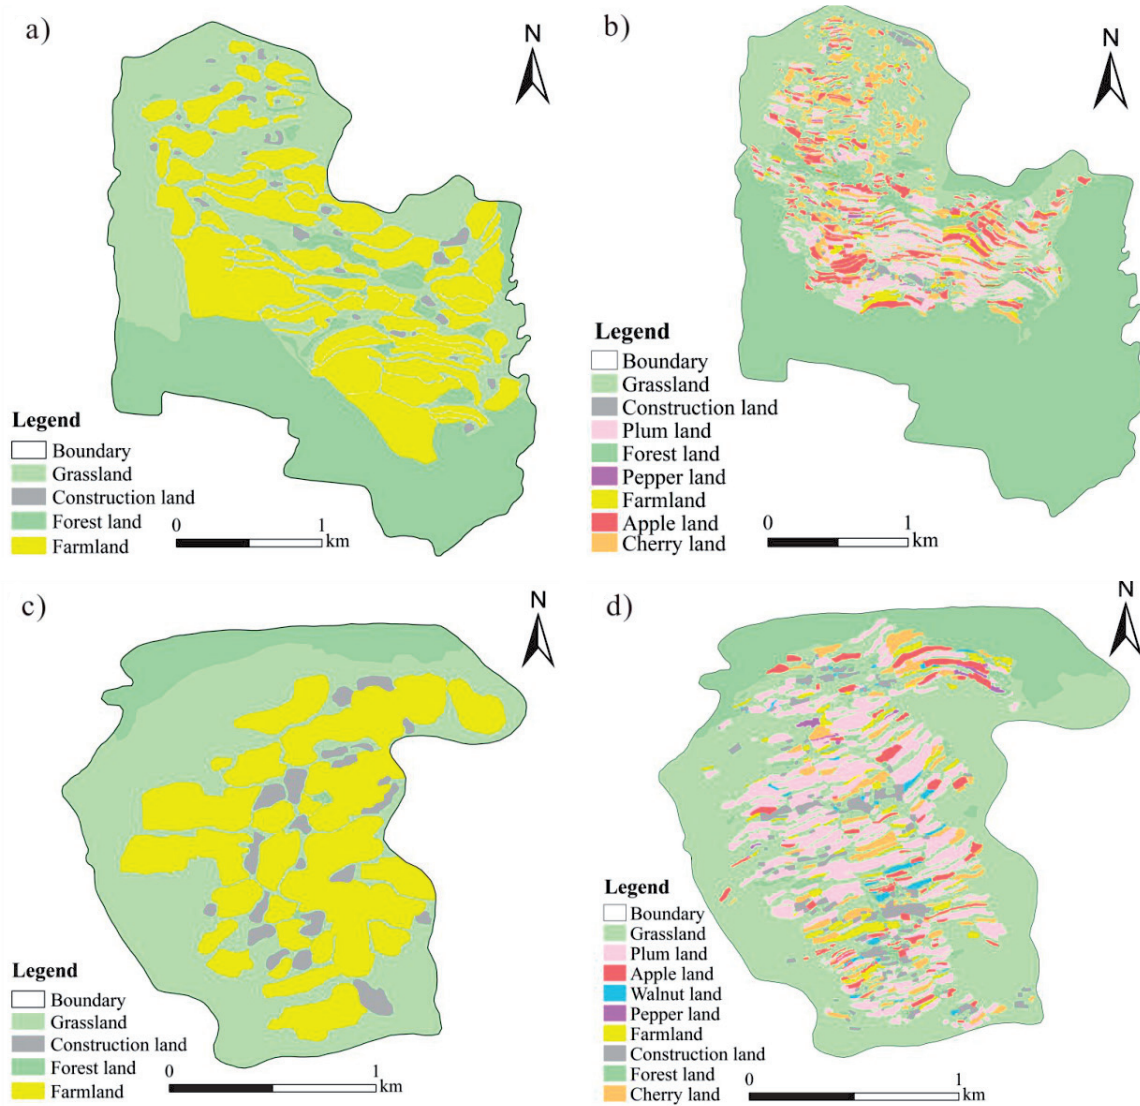 a)
N
Legend
Boundary
Grassland
Construction land
Forest land
Farmland
0 1
km
b)
N
Legend
Boundary
Grassland
Construction land
Plum land
Forest land
Pepper land
Farmland
Apple land
Cherry land
0 1
km
c)
N
Legend
Boundary
Grassland
Construction land
Forest land
Farmland
0 1
km
d)
N
Legend
Boundary
Grassland
Plum land
Apple land
Walnut land
Pepper land
Farmland
Construction land
Forest land
Cherry land
0 1
km